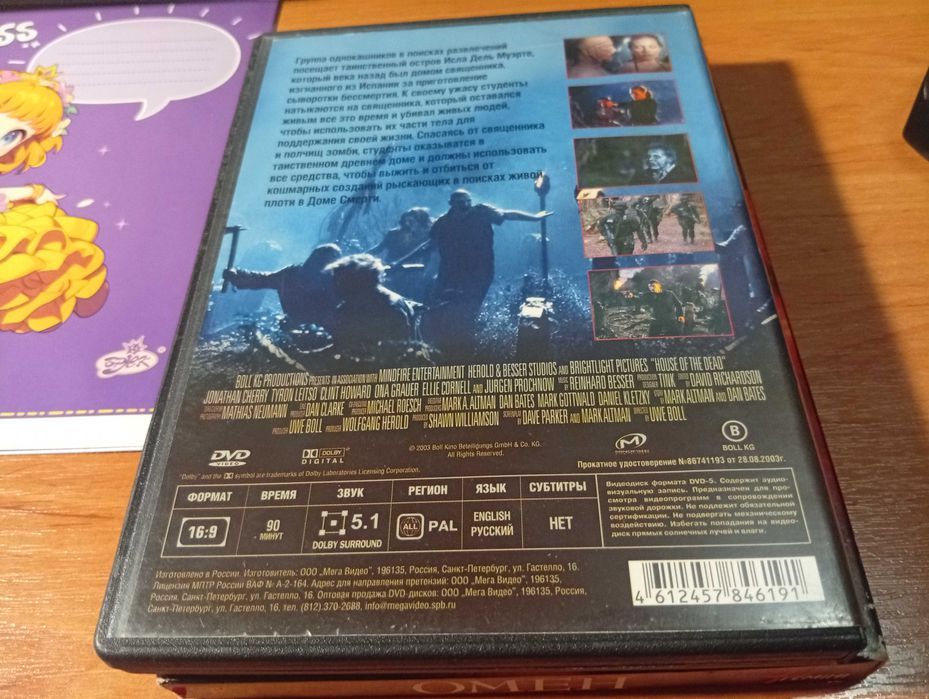 ss
Группа однокашников в поисках развлечений
посещает таинственный остров Исла Дель Муэрте,
который века назад был домом священника,
изгнанного из Испания за приготовление
сыворотки бессмертия. К своему ужасу студенты
натыкаются на священника, который оставался
живым все это время и убивал живых людей,
чтобы использовать их части тела для
поддержания своей жизни. Спасаясь от священника
и полчищ зомби, студенты оказываются в
таинственном древнем доме и должны использовать
все средства, чтобы выжить и отбиться от
кошмарных созданий рыскающих в поисках живой
плоти в Доме Смерти.
BOLL KG PRODUCTIONS PRESENTS IN ASSOCIATION WITH MINDFIRE ENTERTAINMENT HEROLD & BESSER STUDIOS AND BRIGHTLIGHT PICTURES "HOUSE OF THE DEAD"
JONATHAN CHERRY TYRON LEITSO CLINT HOWARD ONA GRAUER ELLIE CORNELL AND JURGEN PROCHNOW MUSIC BY REINHARD BESSER PRODUCTION DESIGNER TINK DAVID RICHARDSON
MATHIAS NEUMANN DAN CLARKE MICHAEL ROESCH MARK A. ALTMAN DAN BATES MARK GOTTWALD DANIEL KLETZKY STORY MARK ALTMAN AND DAN BATES
PRODUCER UWE BOLL PRODUCER WOLFGANG HEROLD PRODUCED BY SHAWN WILLIAMSON SCREENPLAY BY DAVE PARKER AND MARK ALTMAN DIRECTED BY UWE BOLL
DVD VIDEO
DOLBY DIGITAL
© 2003 Boll Kino Beteiligungs GmbH & Co. KG.
All Rights Reserved.
B
BOLL KG
"Dolby" and the symbol are trademarks of Dolby Laboratories Licensing Corporation.
Прокатное удостоверение №86741193 от 28.08.2003г.
ФОРМАТ ВРЕМЯ ЗВУК РЕГИОН ЯЗЫК СУБТИТРЫ
16:9
90 МИНУТ
5.1
DOLBY SURROUND
ALL PAL
ENGLISH
РУССКИЙ
НЕТ
Видеодиск формата DVD-5. Содержит аудио-
визуальную запись. Предназначен для про-
смотра видеопрограмм в сопровождении
звуковой дорожки. Не подлежит обязательной
сертификации. Не подвергать механическому
воздействию. Избегать попадания на видео-
диск прямых солнечных лучей и влаги.
Изготовлено в России. Изготовитель: ООО „Мега Видео", 196135, Россия, Санкт-Петербург, ул. Гастелло, 16.
Лицензия МПТР России ВАФ № А-2-164. Адрес для направления претензий: ООО „Мега Видео", 196135,
Россия, Санкт-Петербург, ул. Гастелло, 16. Оптовая продажа DVD дисков: ООО „Мега Видео", 196135, Россия,
Санкт-Петербург, ул. Гастелло, 16, тел. (812) 370-2688, info@megavideo.spb.ru
4 612457 846191
ОМЕН